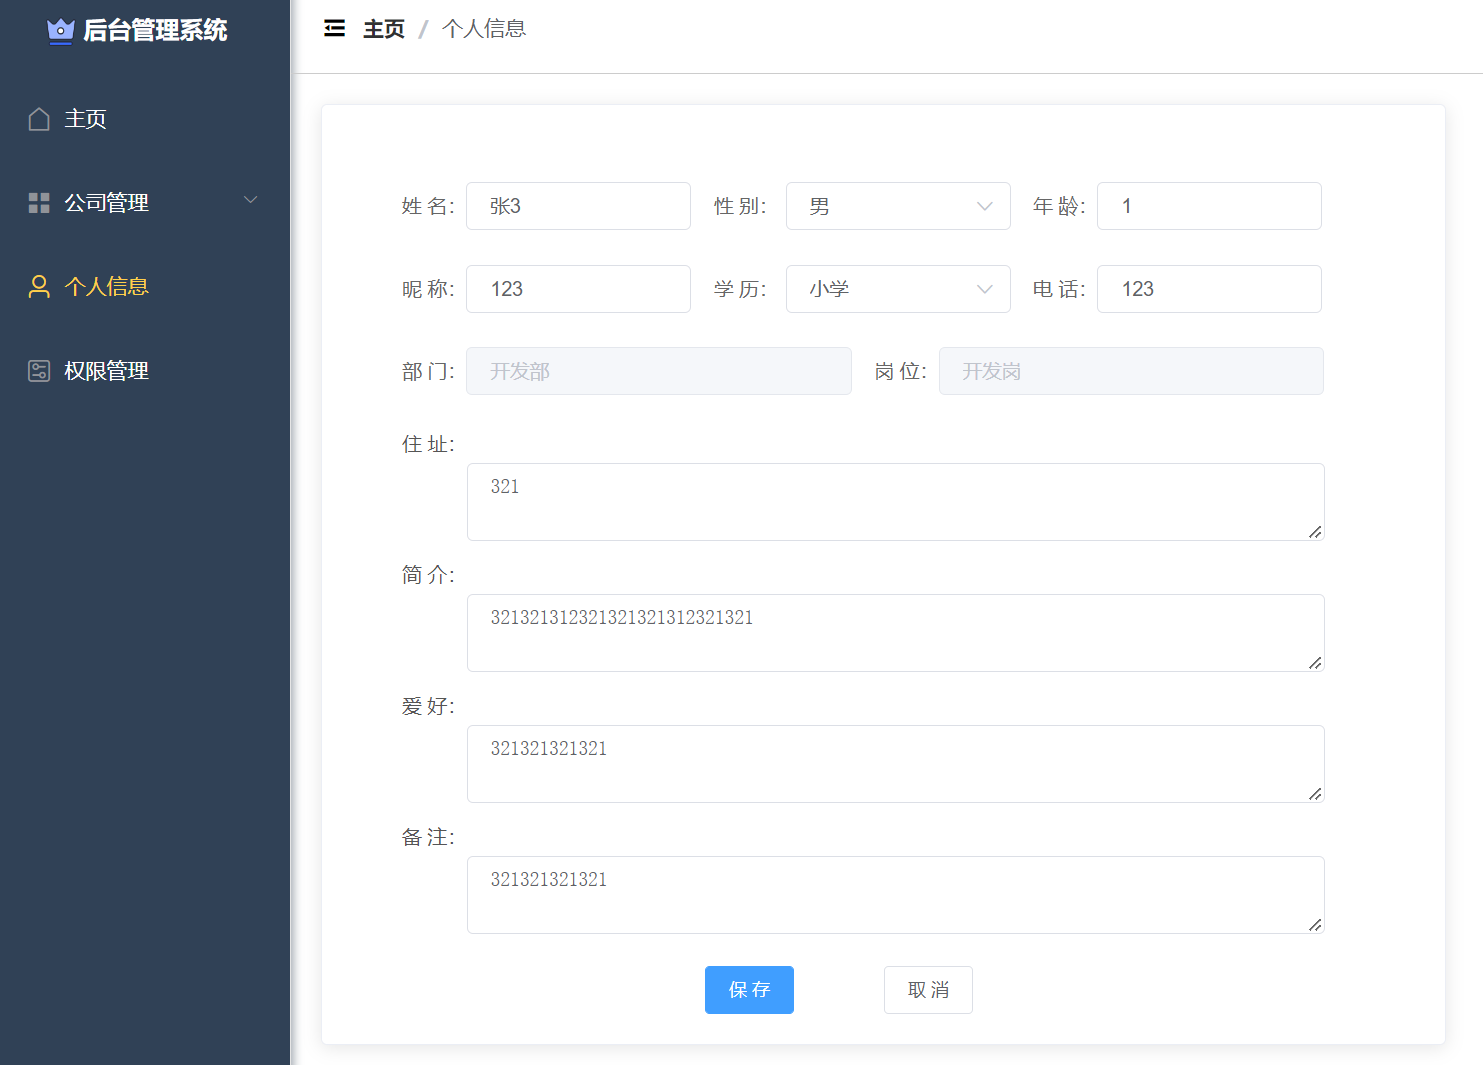 后台管理系统
主页 / 个人信息
主页
公司管理
个人信息
权限管理
姓 名: 张3 性 别: 男 年 龄: 1
昵 称: 123 学 历: 小学 电 话: 123
部 门: 开发部 岗 位: 开发岗
住 址:
321
简 介:
321321312321321321312321321
爱 好:
321321321321
备 注:
321321321321
保 存 取 消